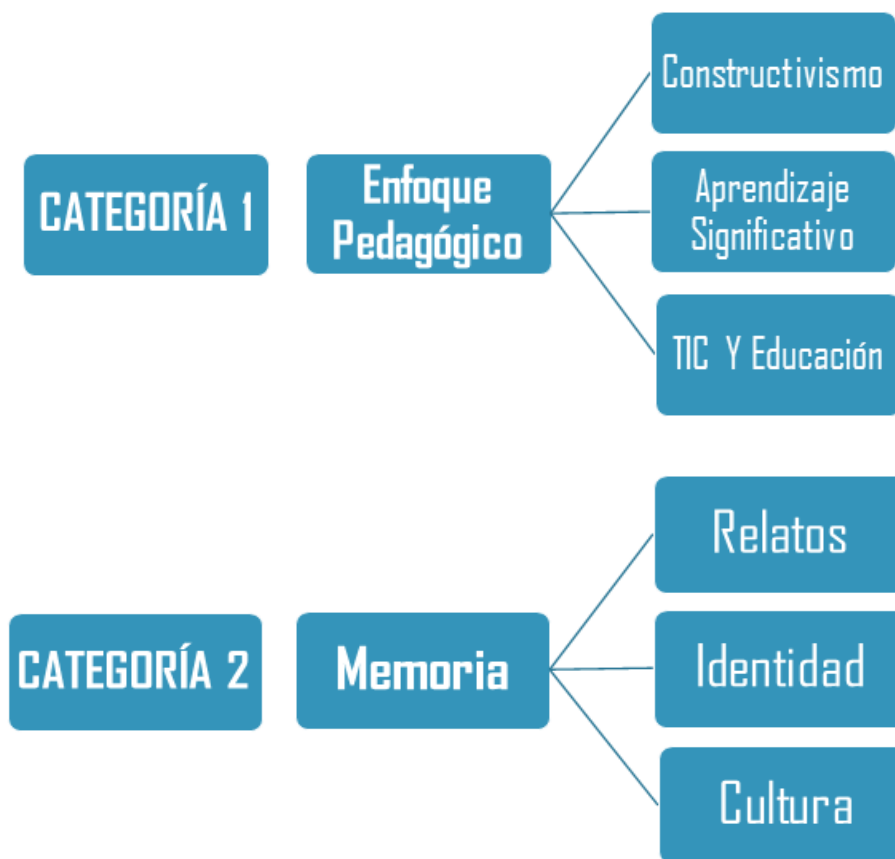 CATEGORÍA 1
Enfoque
Pedagógico
Constructivismo
Aprendizaje
Significativo
TIC Y Educación
CATEGORÍA 2
Memoria
Relatos
Identidad
Cultura